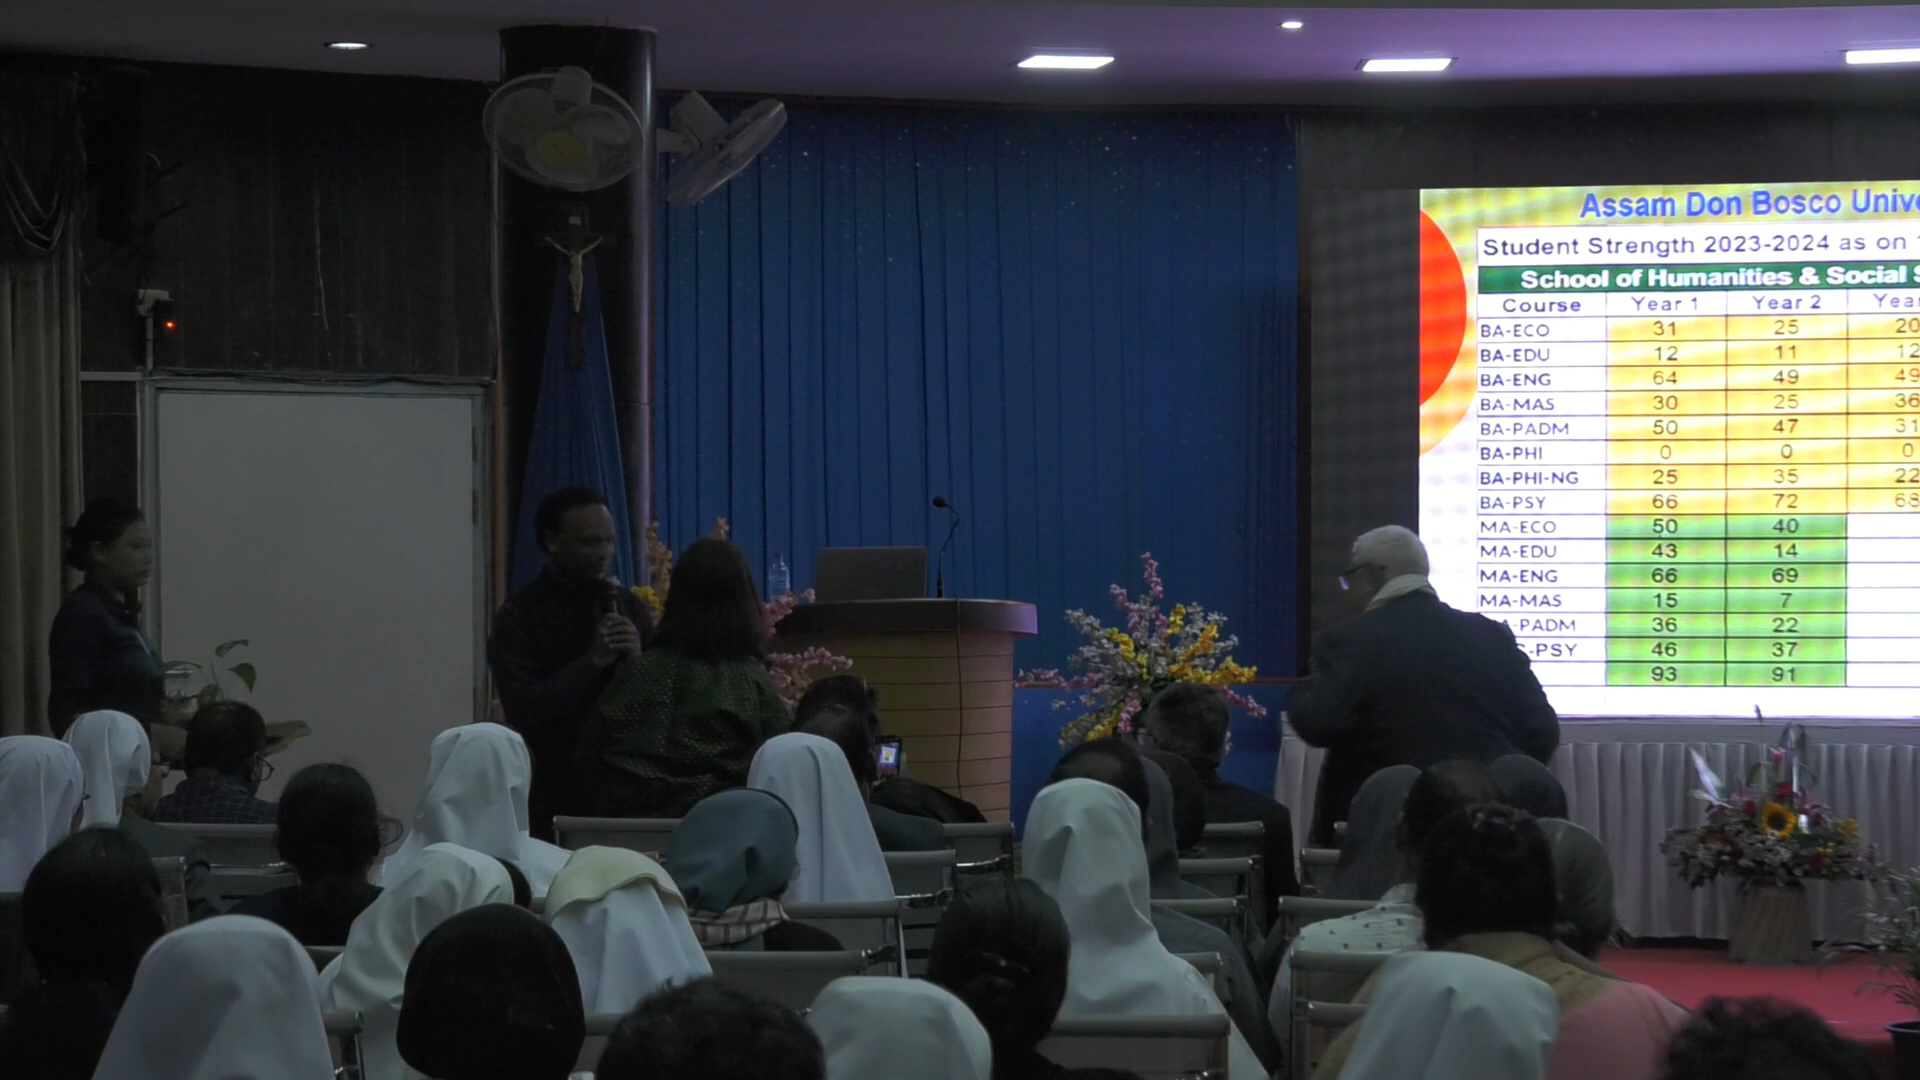 Assam Don Bosco
Student Strength 2023-2024 as on
School of Humanities & Social
Course Year 1 Year 2
BA-ECO 31 25 20
BA-EDU 12 11 12
BA-ENG 64 49 49
BA-MAS 30 25 36
BA-PADM 50 47 31
BA-PHI 0 0 0
BA-PHI-NG 25 35 22
BA-PSY 66 72 68
MA-ECO 50 40
MA-EDU 43 14
MA-ENG 66 69
MA-MAS 15 7
PADM 36 22
PSY 46 37
93 91